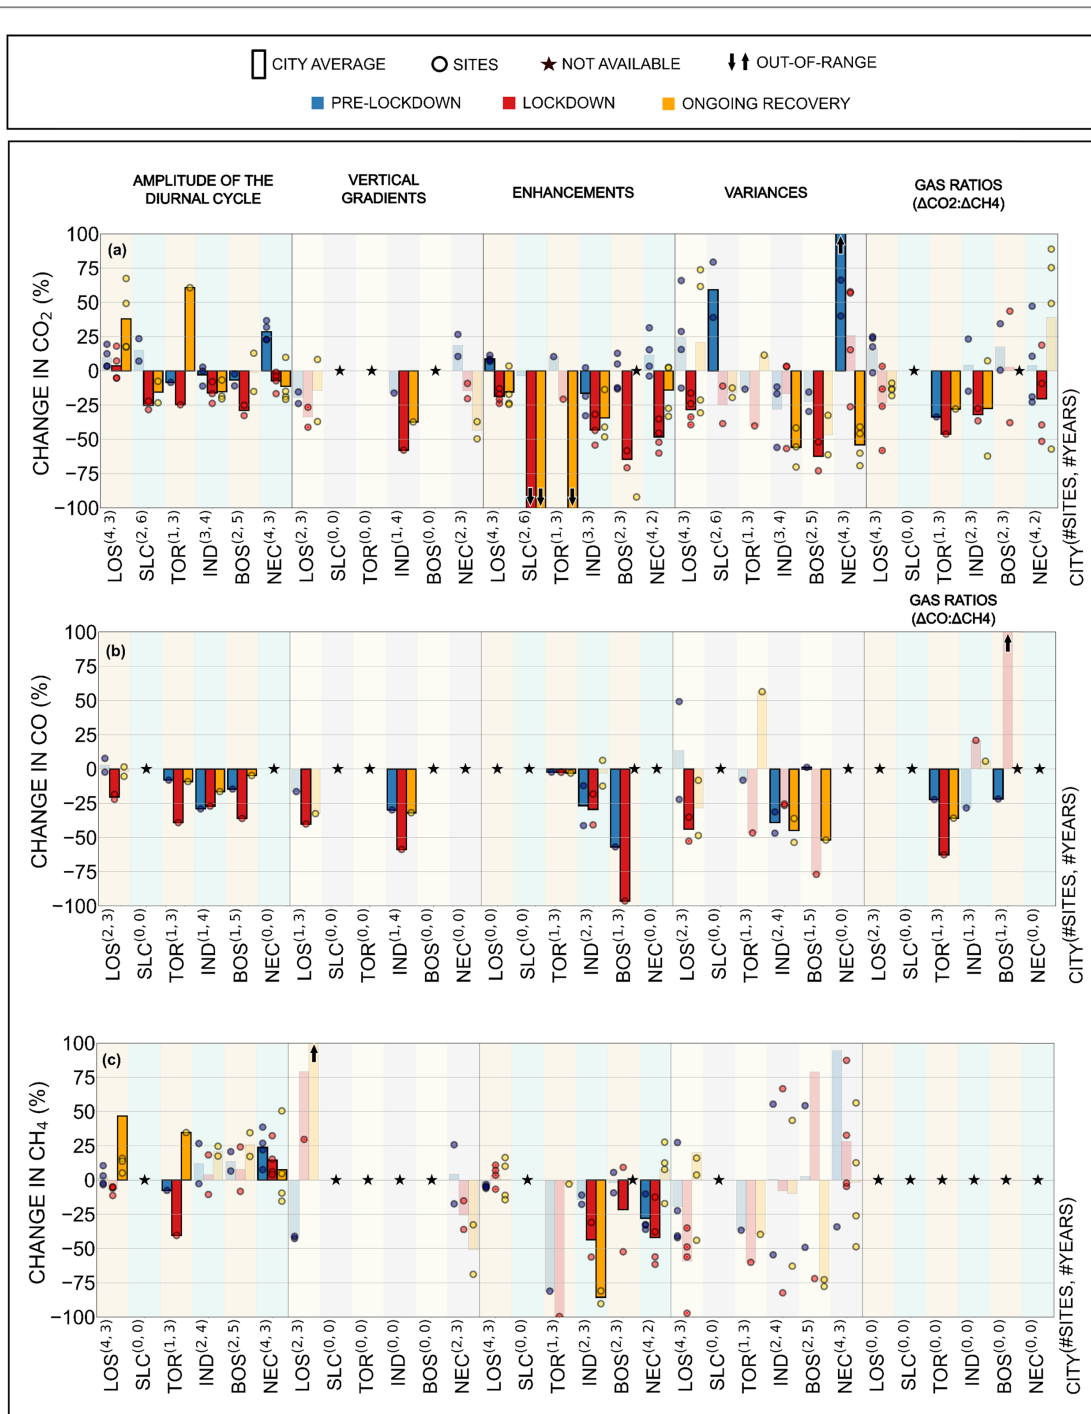 CITY AVERAGE SITES NOT AVAILABLE OUT-OF-RANGE
PRE-LOCKDOWN LOCKDOWN ONGOING RECOVERY
AMPLITUDE OF THE
DIURNAL CYCLE
VERTICAL
GRADIENTS
ENHANCEMENTS
VARIANCES
GAS RATIOS
(ΔCO2:ΔCH4)
(a)
CHANGE IN CO₂ (%)
100
75
50
25
0
−25
−50
−75
−100
LOS(4, 3) SLC(2, 6) TOR(1, 3) IND(3, 4) BOS(2, 5) NEC(4, 3) LOS(2, 3) SLC(0, 0) TOR(0, 0) IND(1, 4) BOS(0, 0) NEC(2, 3) LOS(4, 3) SLC(2, 6) TOR(1, 3) IND(3, 3) BOS(2, 3) NEC(4, 2) LOS(4, 3) SLC(2, 6) TOR(1, 3) IND(3, 4) BOS(2, 5) NEC(4, 3) LOS(4, 3) SLC(0, 0) TOR(1, 3) IND(2, 3) BOS(2, 3) NEC(4, 2)
CITY(#SITES, #YEARS)
GAS RATIOS
(ΔCO:ΔCH4)
(b)
CHANGE IN CO (%)
100
75
50
25
0
−25
−50
−75
−100
LOS(2, 3) SLC(0, 0) TOR(1, 3) IND(1, 4) BOS(1, 5) NEC(0, 0) LOS(1, 3) SLC(0, 0) TOR(0, 0) IND(1, 4) BOS(0, 0) NEC(0, 0) LOS(0, 0) SLC(0, 0) TOR(1, 3) IND(2, 3) BOS(1, 3) NEC(0, 0) LOS(2, 3) SLC(0, 0) TOR(1, 3) IND(2, 4) BOS(1, 5) NEC(0, 0) LOS(2, 3) SLC(0, 0) TOR(1, 3) IND(1, 3) BOS(1, 3) NEC(0, 0)
CITY(#SITES, #YEARS)
(c)
CHANGE IN CH₄ (%)
100
75
50
25
0
−25
−50
−75
−100
LOS(4, 3) SLC(0, 0) TOR(1, 3) IND(2, 4) BOS(2, 5) NEC(4, 3) LOS(2, 3) SLC(0, 0) TOR(0, 0) IND(0, 0) BOS(0, 0) NEC(2, 3) LOS(4, 3) SLC(0, 0) TOR(1, 3) IND(2, 3) BOS(2, 3) NEC(4, 2) LOS(4, 3) SLC(0, 0) TOR(1, 3) IND(2, 4) BOS(2, 5) NEC(4, 3) LOS(0, 0) SLC(0, 0) TOR(0, 0) IND(0, 0) BOS(0, 0) NEC(0, 0)
CITY(#SITES, #YEARS)